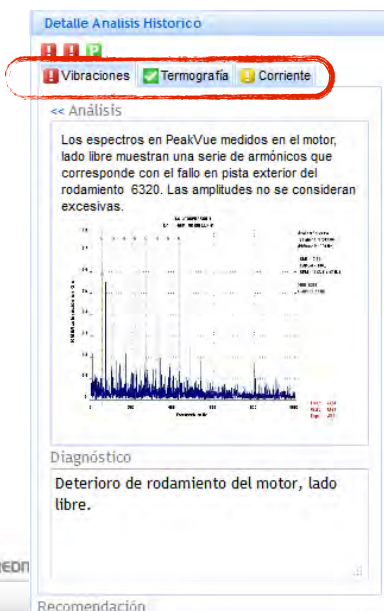 Detalle Analisis Historico
P
Vibraciones Termografía Corriente
<< Análisis
Los espectros en PeakVue medidos en el motor,
lado libre muestran una serie de armónicos que
corresponde con el fallo en pista exterior del
rodamiento 6320. Las amplitudes no se consideran
excesivas.
Diagnóstico
Deterioro de rodamiento del motor, lado
libre.
Recomendación